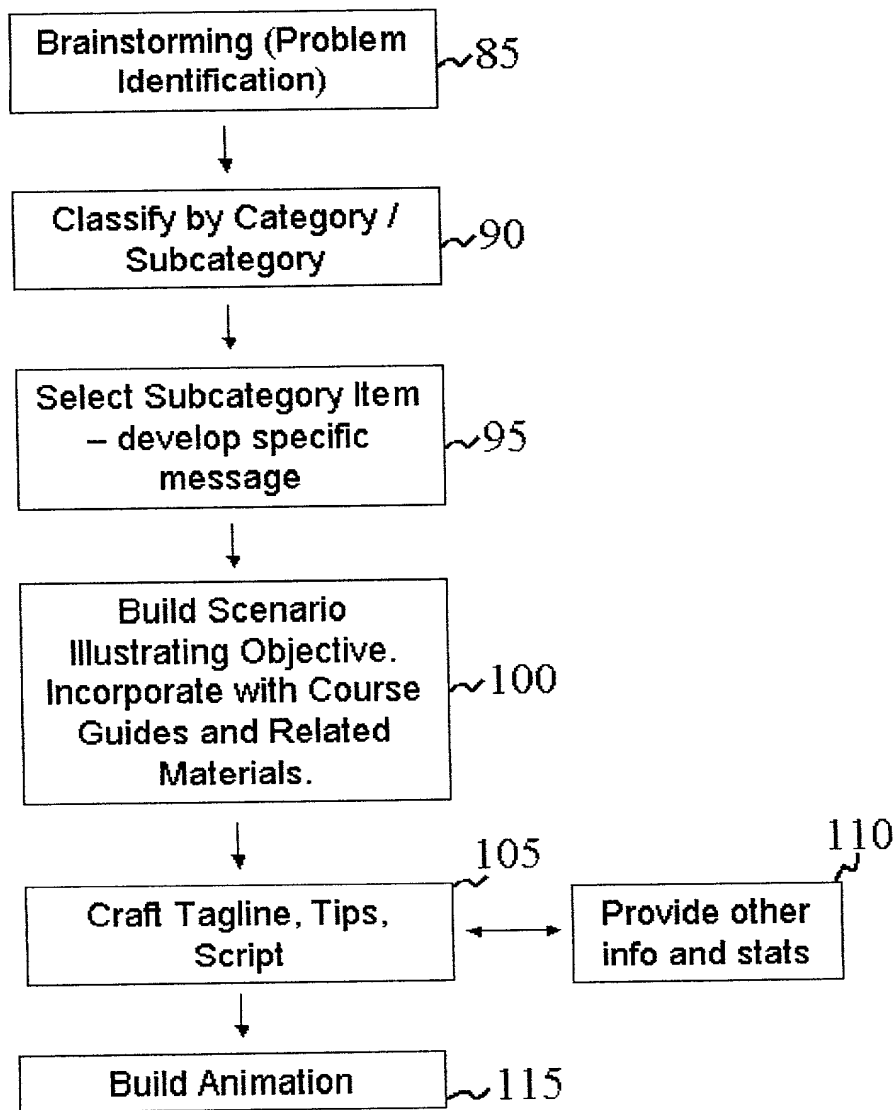 Brainstorming (Problem
Identification)
85
Classify by Category /
Subcategory
90
Select Subcategory Item
– develop specific
message
95
Build Scenario
Illustrating Objective.
Incorporate with Course
Guides and Related
Materials.
100
105
Craft Tagline, Tips,
Script
110
Provide other
info and stats
Build Animation
115